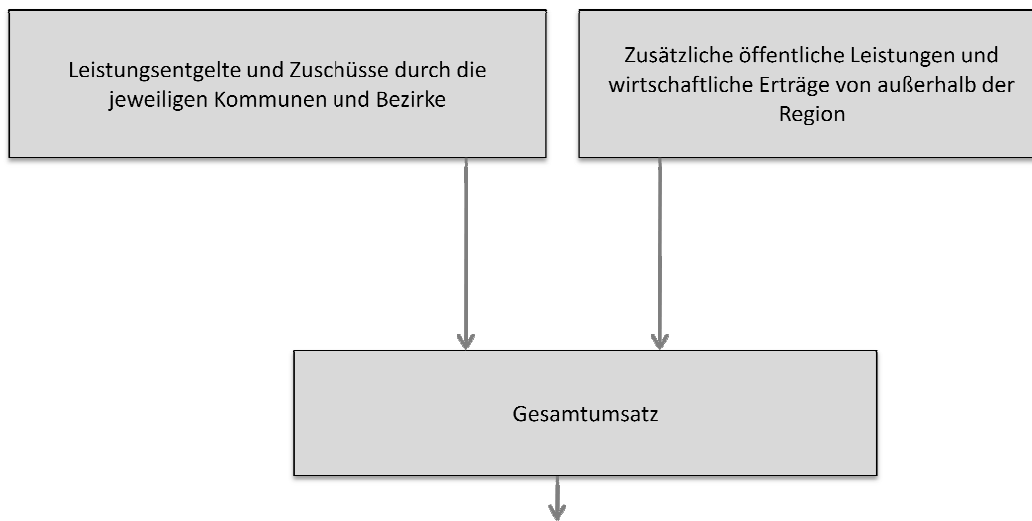 Leistungsentgelte und Zuschüsse durch die
jeweiligen Kommunen und Bezirke
Zusätzliche öffentliche Leistungen und
wirtschaftliche Erträge von außerhalb der
Region
Gesamtumsatz